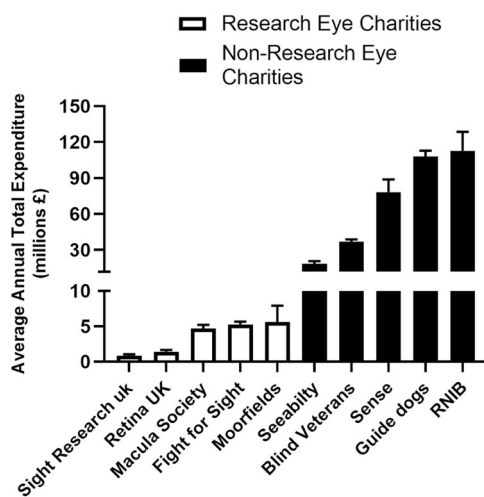 Research Eye Charities
Non-Research Eye
Charities
Average Annual Total Expenditure
(millions £)
150
120
90
60
30
10
5
0
Sight Research uk
Retina UK
Macula Society
Fight for Sight
Moorfields
Seeabilty
Blind Veterans
Sense
Guide dogs
RNIB